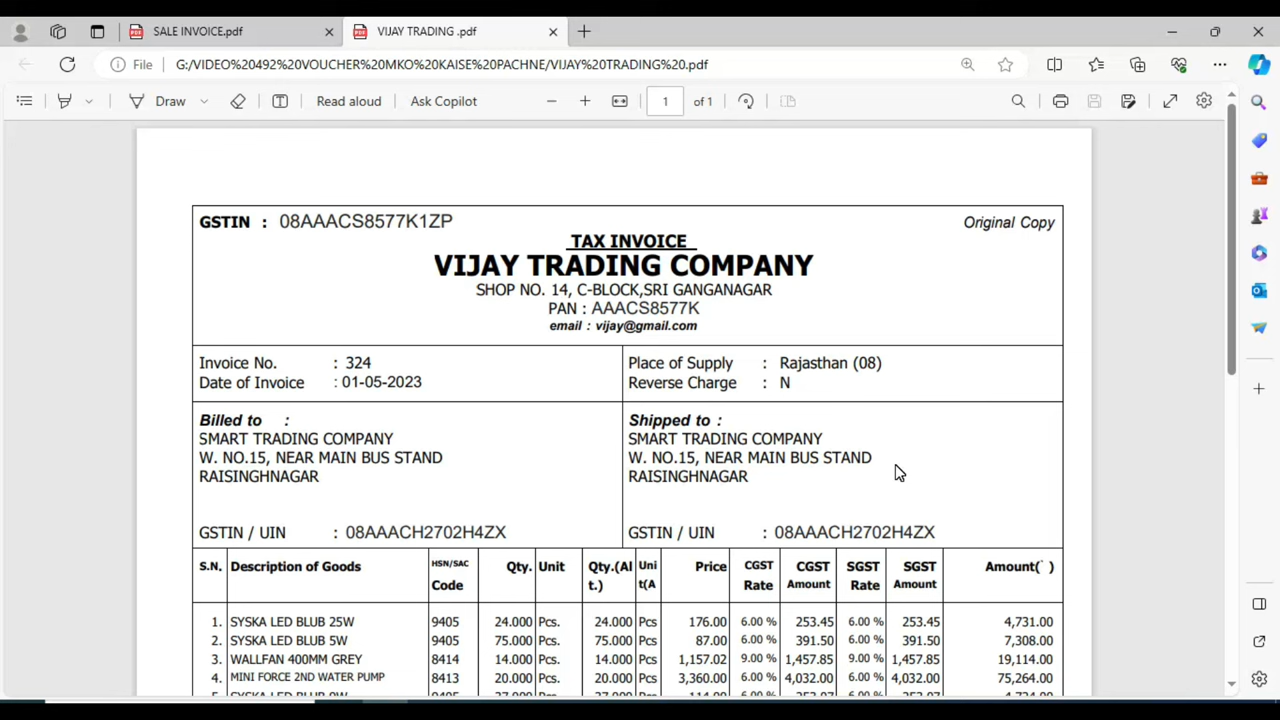 SALE INVOICE.pdf
VIJAY TRADING .pdf
File G:/VIDEO%20492%20VOUCHER%20MKO%20KAISE%20PACHNE/VIJAY%20TRADING%20.pdf
Draw Read aloud Ask Copilot 1 of 1
GSTIN : 08AAACS8577K1ZP Original Copy
TAX INVOICE
VIJAY TRADING COMPANY
SHOP NO. 14, C-BLOCK,SRI GANGANAGAR
PAN : AAACS8577K
email : vijay@gmail.com
Invoice No. : 324 Place of Supply : Rajasthan (08)
Date of Invoice : 01-05-2023 Reverse Charge : N
Billed to : Shipped to :
SMART TRADING COMPANY SMART TRADING COMPANY
W. NO.15, NEAR MAIN BUS STAND W. NO.15, NEAR MAIN BUS STAND
RAISINGHNAGAR RAISINGHNAGAR
GSTIN / UIN : 08AAACH2702H4ZX GSTIN / UIN : 08AAACH2702H4ZX
S.N. Description of Goods HSN/SAC Qty. Unit Qty.(Al Uni Price CGST CGST SGST SGST Amount(` )
Code t.) t(A Rate Amount Rate Amount
1. SYSKA LED BLUB 25W 9405 24.000 Pcs. 24.000 Pcs 176.00 6.00 % 253.45 6.00 % 253.45 4,731.00
2. SYSKA LED BLUB 5W 9405 75.000 Pcs. 75.000 Pcs 87.00 6.00 % 391.50 6.00 % 391.50 7,308.00
3. WALLFAN 400MM GREY 8414 14.000 Pcs. 14.000 Pcs 1,157.02 9.00 % 1,457.85 9.00 % 1,457.85 19,114.00
4. MINI FORCE 2ND WATER PUMP 8413 20.000 Pcs. 20.000 Pcs 3,360.00 6.00 % 4,032.00 6.00 % 4,032.00 75,264.00